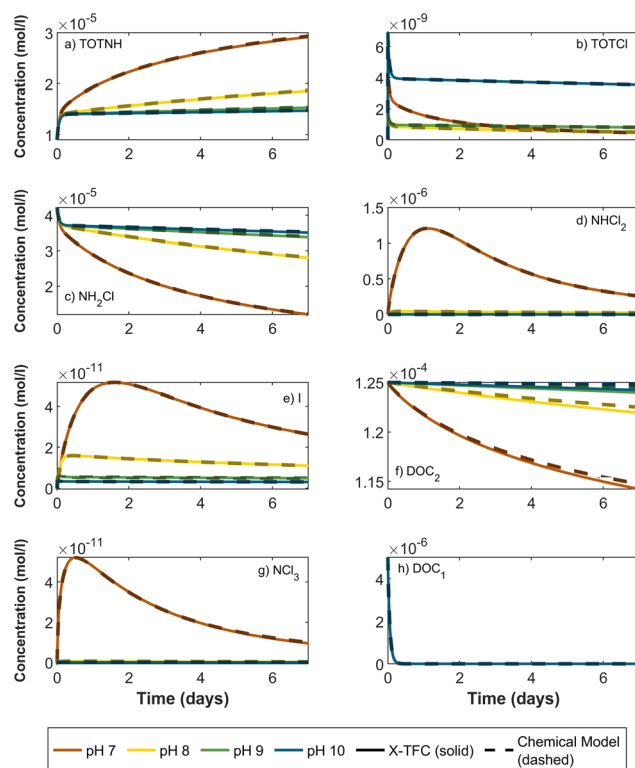 ×10⁻⁵
3
2
1
a) TOTNH
0 2 4 6
Concentration (mol/l)
×10⁻⁹
6
4
2
0
b) TOTCl
0 2 4 6
×10⁻⁵
4
3
2
c) NH₂Cl
0 2 4 6
Concentration (mol/l)
×10⁻⁶
1.5
1
0.5
0
d) NHCl₂
0 2 4 6
×10⁻¹¹
4
2
0
e) I
0 2 4 6
Concentration (mol/l)
×10⁻⁴
1.25
1.2
1.15
f) DOC₂
0 2 4 6
×10⁻¹¹
4
2
0
g) NCl₃
0 2 4 6
Concentration (mol/l)
Time (days)
×10⁻⁶
4
2
0
h) DOC₁
0 2 4 6
Time (days)
pH 7 pH 8 pH 9 pH 10 X-TFC (solid) Chemical Model
(dashed)